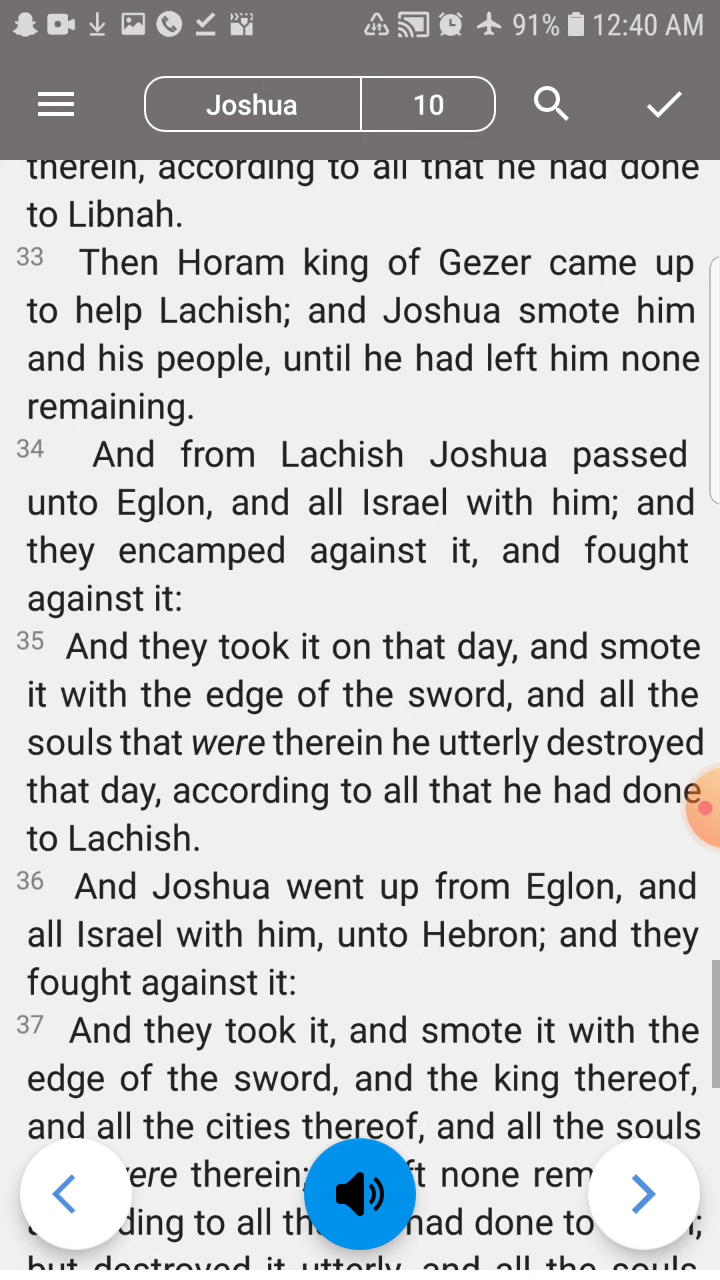 91% 12:40 AM
Joshua 10
therein, according to all that he had done
to Libnah.
33 Then Horam king of Gezer came up
to help Lachish; and Joshua smote him
and his people, until he had left him none
remaining.
34 And from Lachish Joshua passed
unto Eglon, and all Israel with him; and
they encamped against it, and fought
against it:
35 And they took it on that day, and smote
it with the edge of the sword, and all the
souls that were therein he utterly destroyed
that day, according to all that he had done
to Lachish.
36 And Joshua went up from Eglon, and
all Israel with him, unto Hebron; and they
fought against it:
37 And they took it, and smote it with the
edge of the sword, and the king thereof,
and all the cities thereof, and all the souls
therein; none
to all had done to
but destroyed it utterly, and all the souls